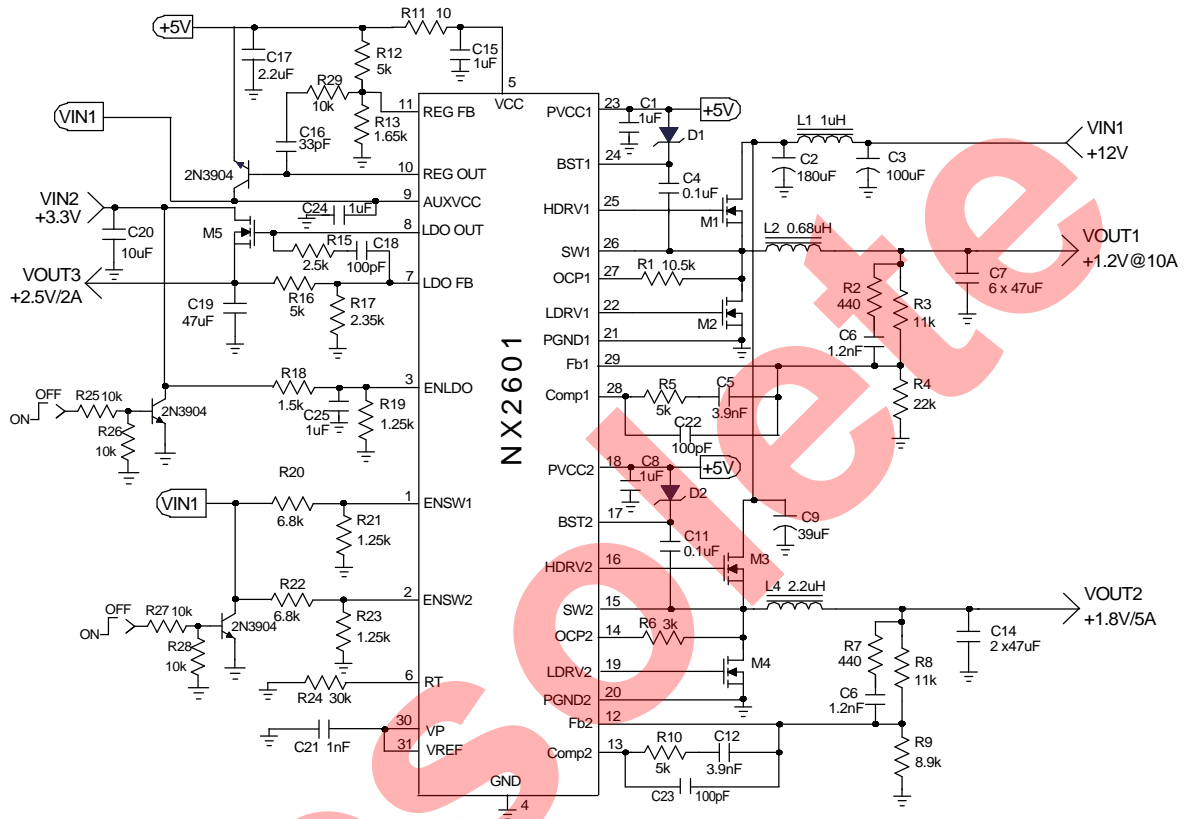 +5V
R11 10
C17
2.2uF
R12
5k
C15
1uF
R29
10k
5
VCC
VIN1
C16
33pF
R13
1.65k
11
REG FB
2N3904
10
REG OUT
9
AUXVCC
VIN2
+3.3V
C24
1uF
8
LDO OUT
C20
10uF
M5
R15
2.5k
C18
100pF
VOUT3
+2.5V/2A
7
LDO FB
C19
47uF
R16
5k
R17
2.35k
R18
1.5k
3
ENLDO
OFF
ON
R25 10k
2N3904
R26
10k
C25
1uF
R19
1.25k
VIN1
R20
6.8k
1
ENSW1
R21
1.25k
R22
6.8k
2
ENSW2
OFF
ON
R27 10k
2N3904
R28
10k
R23
1.25k
R24 30k
6
RT
C21 1nF
30
VP
31
VREF
GND
4
NX2601
PVCC1
23
C1
1uF
+5V
D1
BST1
24
C4
0.1uF
L1 1uH
VIN1
+12V
C2
180uF
C3
100uF
HDRV1
25
M1
SW1
26
L2 0.68uH
VOUT1
+1.2V@10A
OCP1
27
R1 10.5k
C7
6 x 47uF
LDRV1
22
M2
R2
440
R3
11k
PGND1
21
C6
1.2nF
Fb1
29
Comp1
28
R5
5k
C5
3.9nF
R4
22k
C22
100pF
PVCC2
18
C8
1uF
+5V
D2
BST2
17
C9
39uF
C11
0.1uF
HDRV2
16
M3
SW2
15
L4 2.2uH
VOUT2
+1.8V/5A
OCP2
14
R6 3k
C14
2 x47uF
LDRV2
19
M4
R7
440
R8
11k
PGND2
20
C6
1.2nF
Fb2
12
Comp2
13
R10
5k
C12
3.9nF
R9
8.9k
C23
100pF
solete